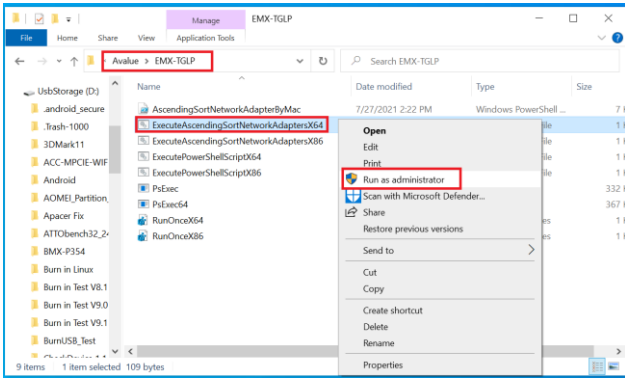 Manage
EMX-TGLP
File
Home
Share
View
Application Tools
Avalue > EMX-TGLP
Search EMX-TGLP
Name
Date modified
Type
Size
UsbStorage (D:)
.android_secure
.Trash-1000
3DMark11
ACC-MPCIE-WIF
Android
AOMEI_Partition_
Apacer Fix
ATTObench32_2
BMX-P354
Burn in Linux
Burn in Test V8.1
Burn in Test V9.0
Burn in Test V9.1
BurnUSB_Test
AscendingSortNetworkAdapterByMac 7/27/2021 2:22 PM Windows PowerShell ...
ExecuteAscendingSortNetworkAdaptersX64
ExecuteAscendingSortNetworkAdaptersX86
ExecutePowerShellScriptX64
ExecutePowerShellScriptX86
PsExec 332
PsExec64 367
RunOnceX64
RunOnceX86
Open
Edit
Print
Run as administrator
Scan with Microsoft Defender...
Share
Restore previous versions
Send to
Cut
Copy
Create shortcut
Delete
Rename
Properties
9 items 1 item selected 109 bytes